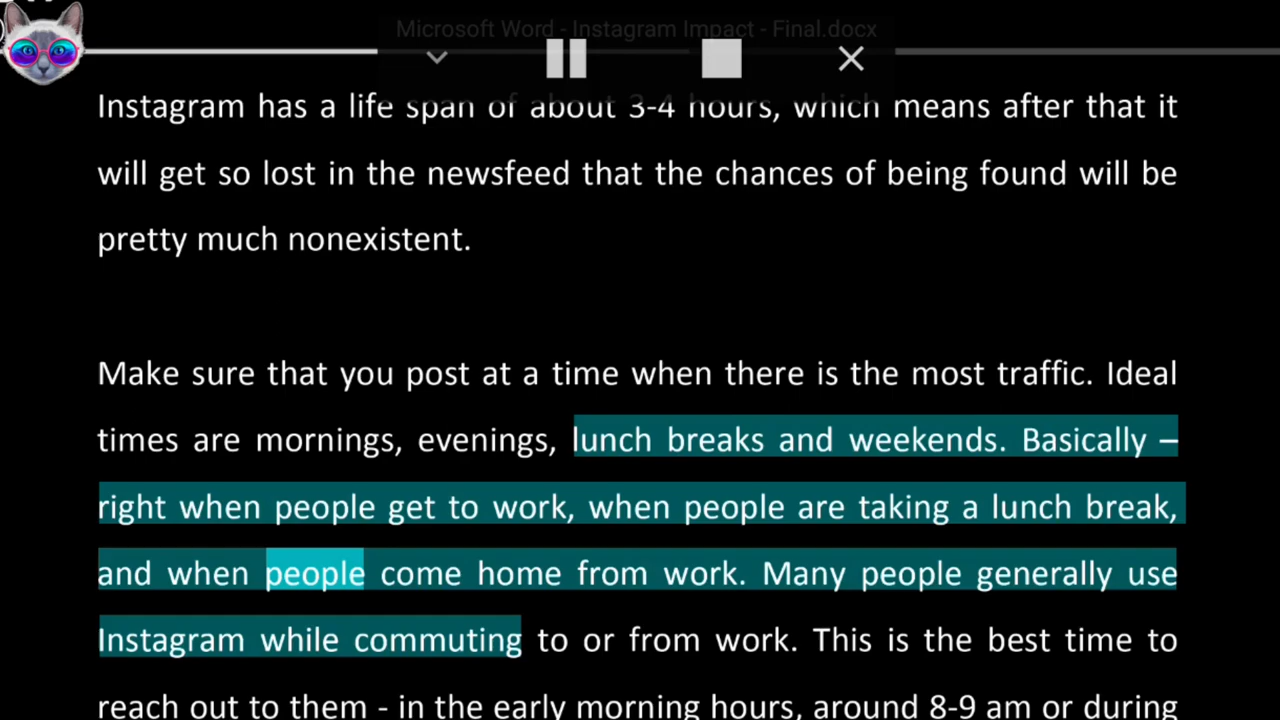 Microsoft Word - Instagram Impact - Final.docx
Instagram has a life span of about 3-4 hours, which means after that it
will get so lost in the newsfeed that the chances of being found will be
pretty much nonexistent.
Make sure that you post at a time when there is the most traffic. Ideal
times are mornings, evenings, lunch breaks and weekends. Basically –
right when people get to work, when people are taking a lunch break,
and when people come home from work. Many people generally use
Instagram while commuting to or from work. This is the best time to
reach out to them - in the early morning hours, around 8-9 am or during